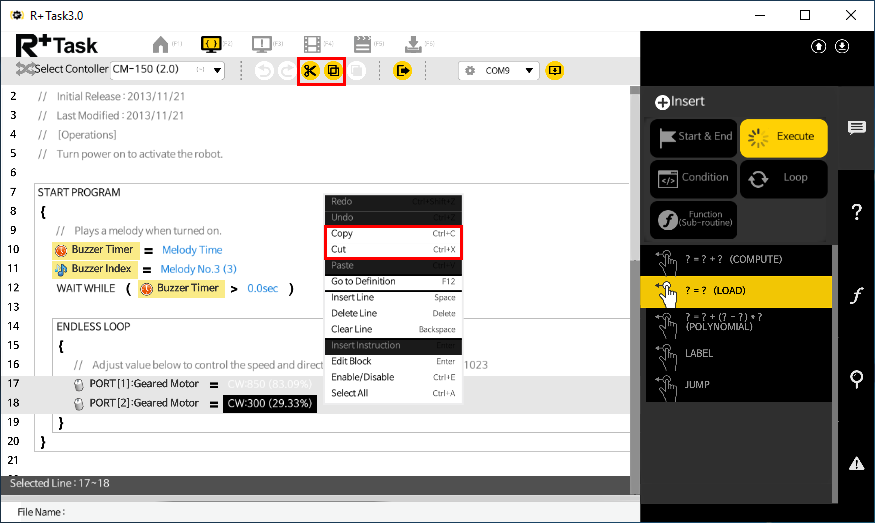 R+ Task3.0
R+Task
(F1)
(F2)
(F3)
(F4)
(F5)
(F6)
Select Contoller
CM-150 (2.0)
COM9
2 // Initial Release : 2013/11/21
3 // Last Modified : 2013/11/21
4 // [Operations]
5 // Turn power on to activate the robot.
6
7 START PROGRAM
8 {
9 // Plays a melody when turned on.
10 Buzzer Timer = Melody Time
11 Buzzer Index = Melody No.3 (3)
12 WAIT WHILE ( Buzzer Timer > 0.0sec )
13
14 ENDLESS LOOP
15 {
16 // Adjust value below to control the speed and direct
1023
17 PORT[1]:Geared Motor = CW:850 (83.09%)
18 PORT[2]:Geared Motor = CW:300 (29.33%)
19 }
20 }
21
Redo
Undo
Copy Ctrl+C
Cut Ctrl+X
Paste
Go to Definition F12
Insert Line Space
Delete Line Delete
Clear Line Backspace
Insert Instruction
Edit Block Enter
Enable/Disable Ctrl+E
Select All Ctrl+A
Selected Line : 17~18
File Name :
Insert
Start & End
Execute
Condition
Loop
Function
(Sub-routine)
? = ? + ? (COMPUTE)
? = ? (LOAD)
? = ? + (? - ?) * ?
(POLYNOMIAL)
LABEL
JUMP